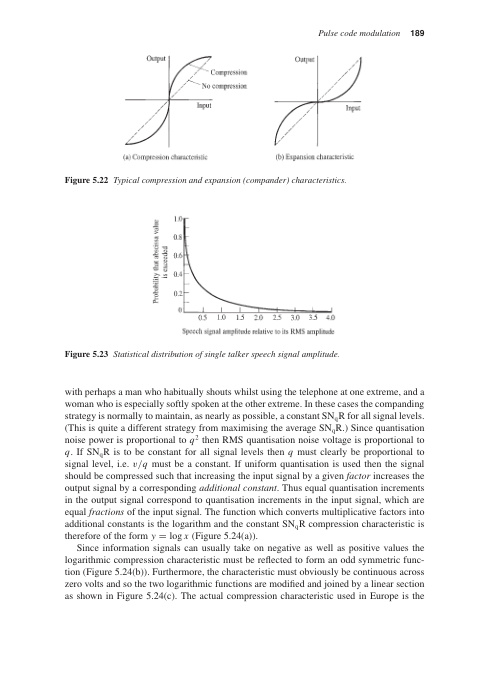 Pulse code modulation 189
Output
Output
Compression
No compression
Input
Input
(a) Compression characteristic
(b) Expansion characteristic
Figure 5.22 Typical compression and expansion (compander) characteristics.
Probability that abscissa value
is exceeded
1.0
0.8
0.6
0.4
0.2
0
0.5 1.0 1.5 2.0 2.5 3.0 3.5 4.0
Speech signal amplitude relative to its RMS amplitude
Figure 5.23 Statistical distribution of single talker speech signal amplitude.
with perhaps a man who habitually shouts whilst using the telephone at one extreme, and a
woman who is especially softly spoken at the other extreme. In these cases the companding
strategy is normally to maintain, as nearly as possible, a constant SNqR for all signal levels.
(This is quite a different strategy from maximising the average SNqR.) Since quantisation
noise power is proportional to q² then RMS quantisation noise voltage is proportional to
q. If SNqR is to be constant for all signal levels then q must clearly be proportional to
signal level, i.e. v/q must be a constant. If uniform quantisation is used then the signal
should be compressed such that increasing the input signal by a given factor increases the
output signal by a corresponding additional constant. Thus equal quantisation increments
in the output signal correspond to quantisation increments in the input signal, which are
equal fractions of the input signal. The function which converts multiplicative factors into
additional constants is the logarithm and the constant SNqR compression characteristic is
therefore of the form y = log x (Figure 5.24(a)).
Since information signals can usually take on negative as well as positive values the
logarithmic compression characteristic must be reflected to form an odd symmetric func-
tion (Figure 5.24(b)). Furthermore, the characteristic must obviously be continuous across
zero volts and so the two logarithmic functions are modified and joined by a linear section
as shown in Figure 5.24(c). The actual compression characteristic used in Europe is the